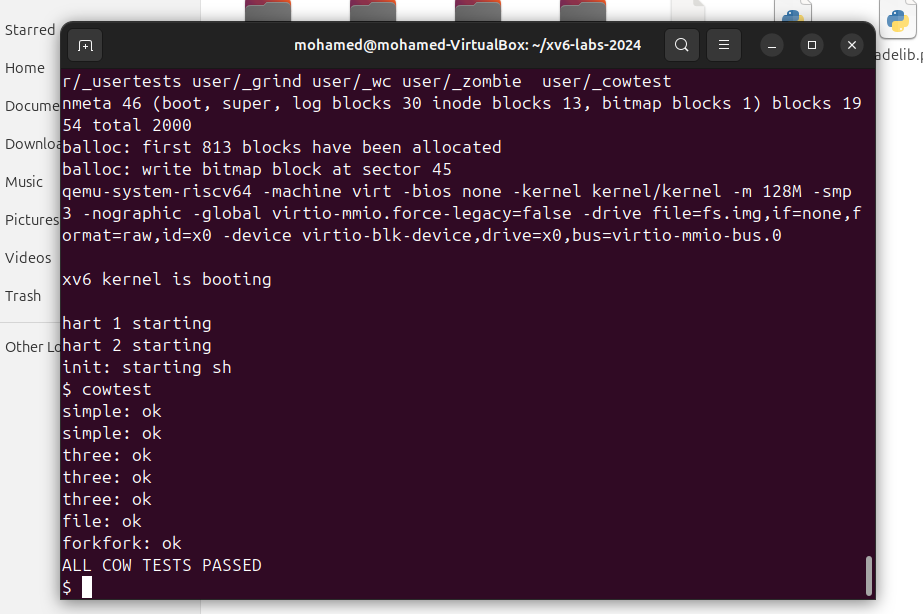 Starred
Home
Docume
Downloa
Music
Pictures
Videos
Trash
Other Lo
adelib.p
mohamed@mohamed-VirtualBox: ~/xv6-labs-2024
r/_usertests user/_grind user/_wc user/_zombie  user/_cowtest
nmeta 46 (boot, super, log blocks 30 inode blocks 13, bitmap blocks 1) blocks 19
54 total 2000
balloc: first 813 blocks have been allocated
balloc: write bitmap block at sector 45
qemu-system-riscv64 -machine virt -bios none -kernel kernel/kernel -m 128M -smp
3 -nographic -global virtio-mmio.force-legacy=false -drive file=fs.img,if=none,f
ormat=raw,id=x0 -device virtio-blk-device,drive=x0,bus=virtio-mmio-bus.0
xv6 kernel is booting
hart 1 starting
hart 2 starting
init: starting sh
$ cowtest
simple: ok
simple: ok
three: ok
three: ok
three: ok
file: ok
forkfork: ok
ALL COW TESTS PASSED
$